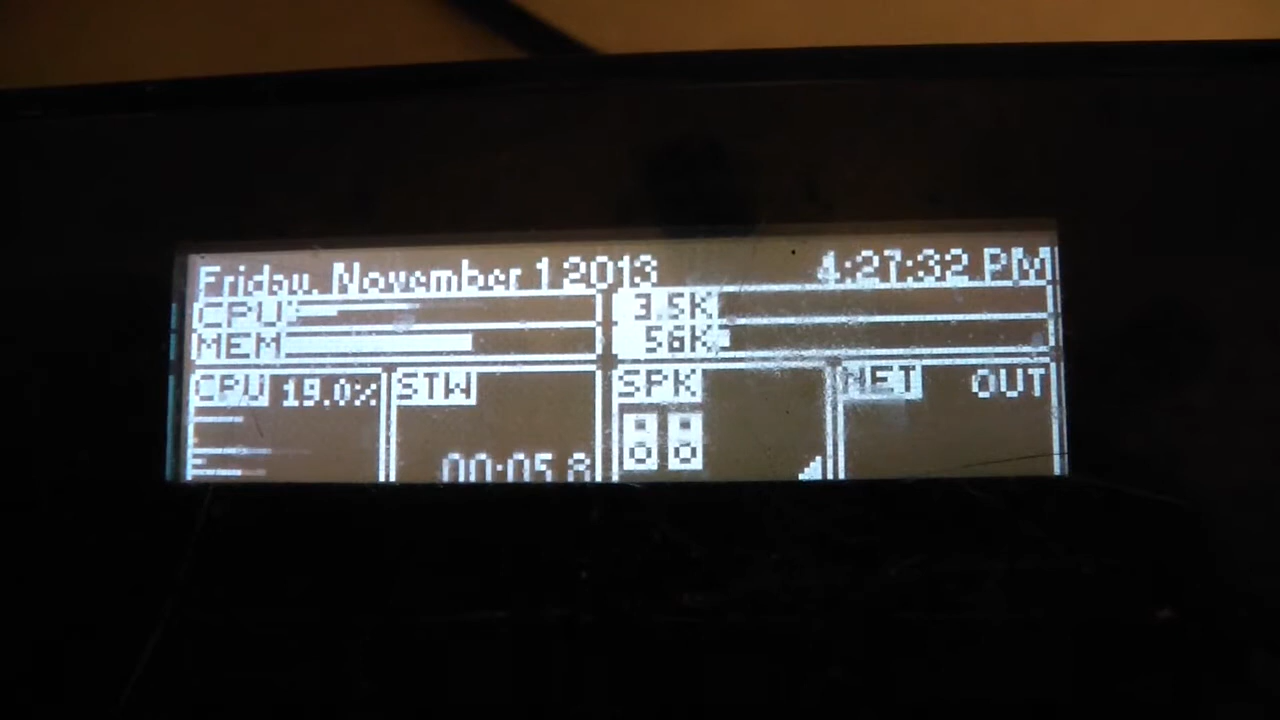 Friday, November 1 2013 4:27:32 PM
CPU 3.5K
MEM 56K
CPU 19.0% STW SPK NET OUT
00:05.8